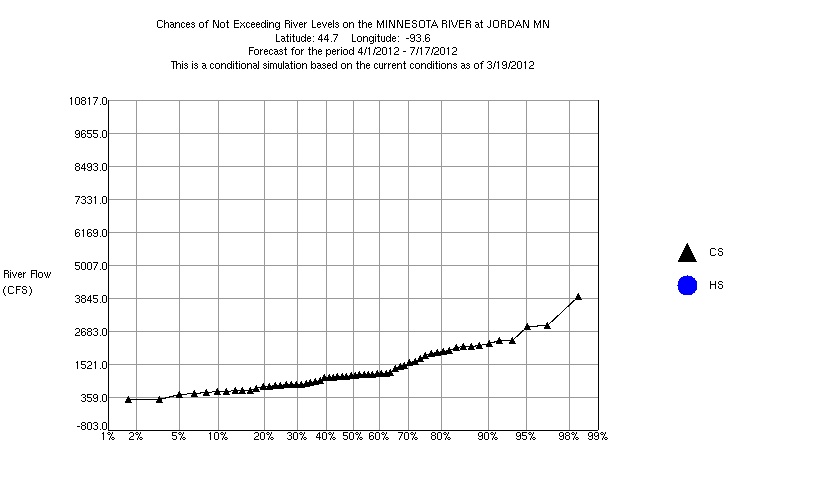 Chances of Not Exceeding River Levels on the MINNESOTA RIVER at JORDAN MN
Latitude: 44.7 Longitude: -93.6
Forecast for the period 4/1/2012 - 7/17/2012
This is a conditional simulation based on the current conditions as of 3/19/2012
10817.0
9655.0
8493.0
7331.0
6169.0
5007.0
3845.0
2683.0
1521.0
359.0
-803.0
River Flow
(CFS)
1% 2% 5% 10% 20% 30% 40% 50% 60% 70% 80% 90% 95% 98% 99%
CS
HS